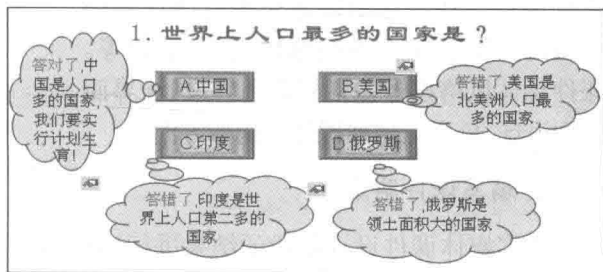 1. 世界上人口最多的国家是？
答对了,中
国是人口
多的国家,
我们要实
行计划生
育!
A.中国
B.美国
答错了,美国是
北美洲人口最
多的国家
C.印度
D.俄罗斯
答错了,印度是世
界上人口第二多的
国家
答错了,俄罗斯是
领土面积大的国家